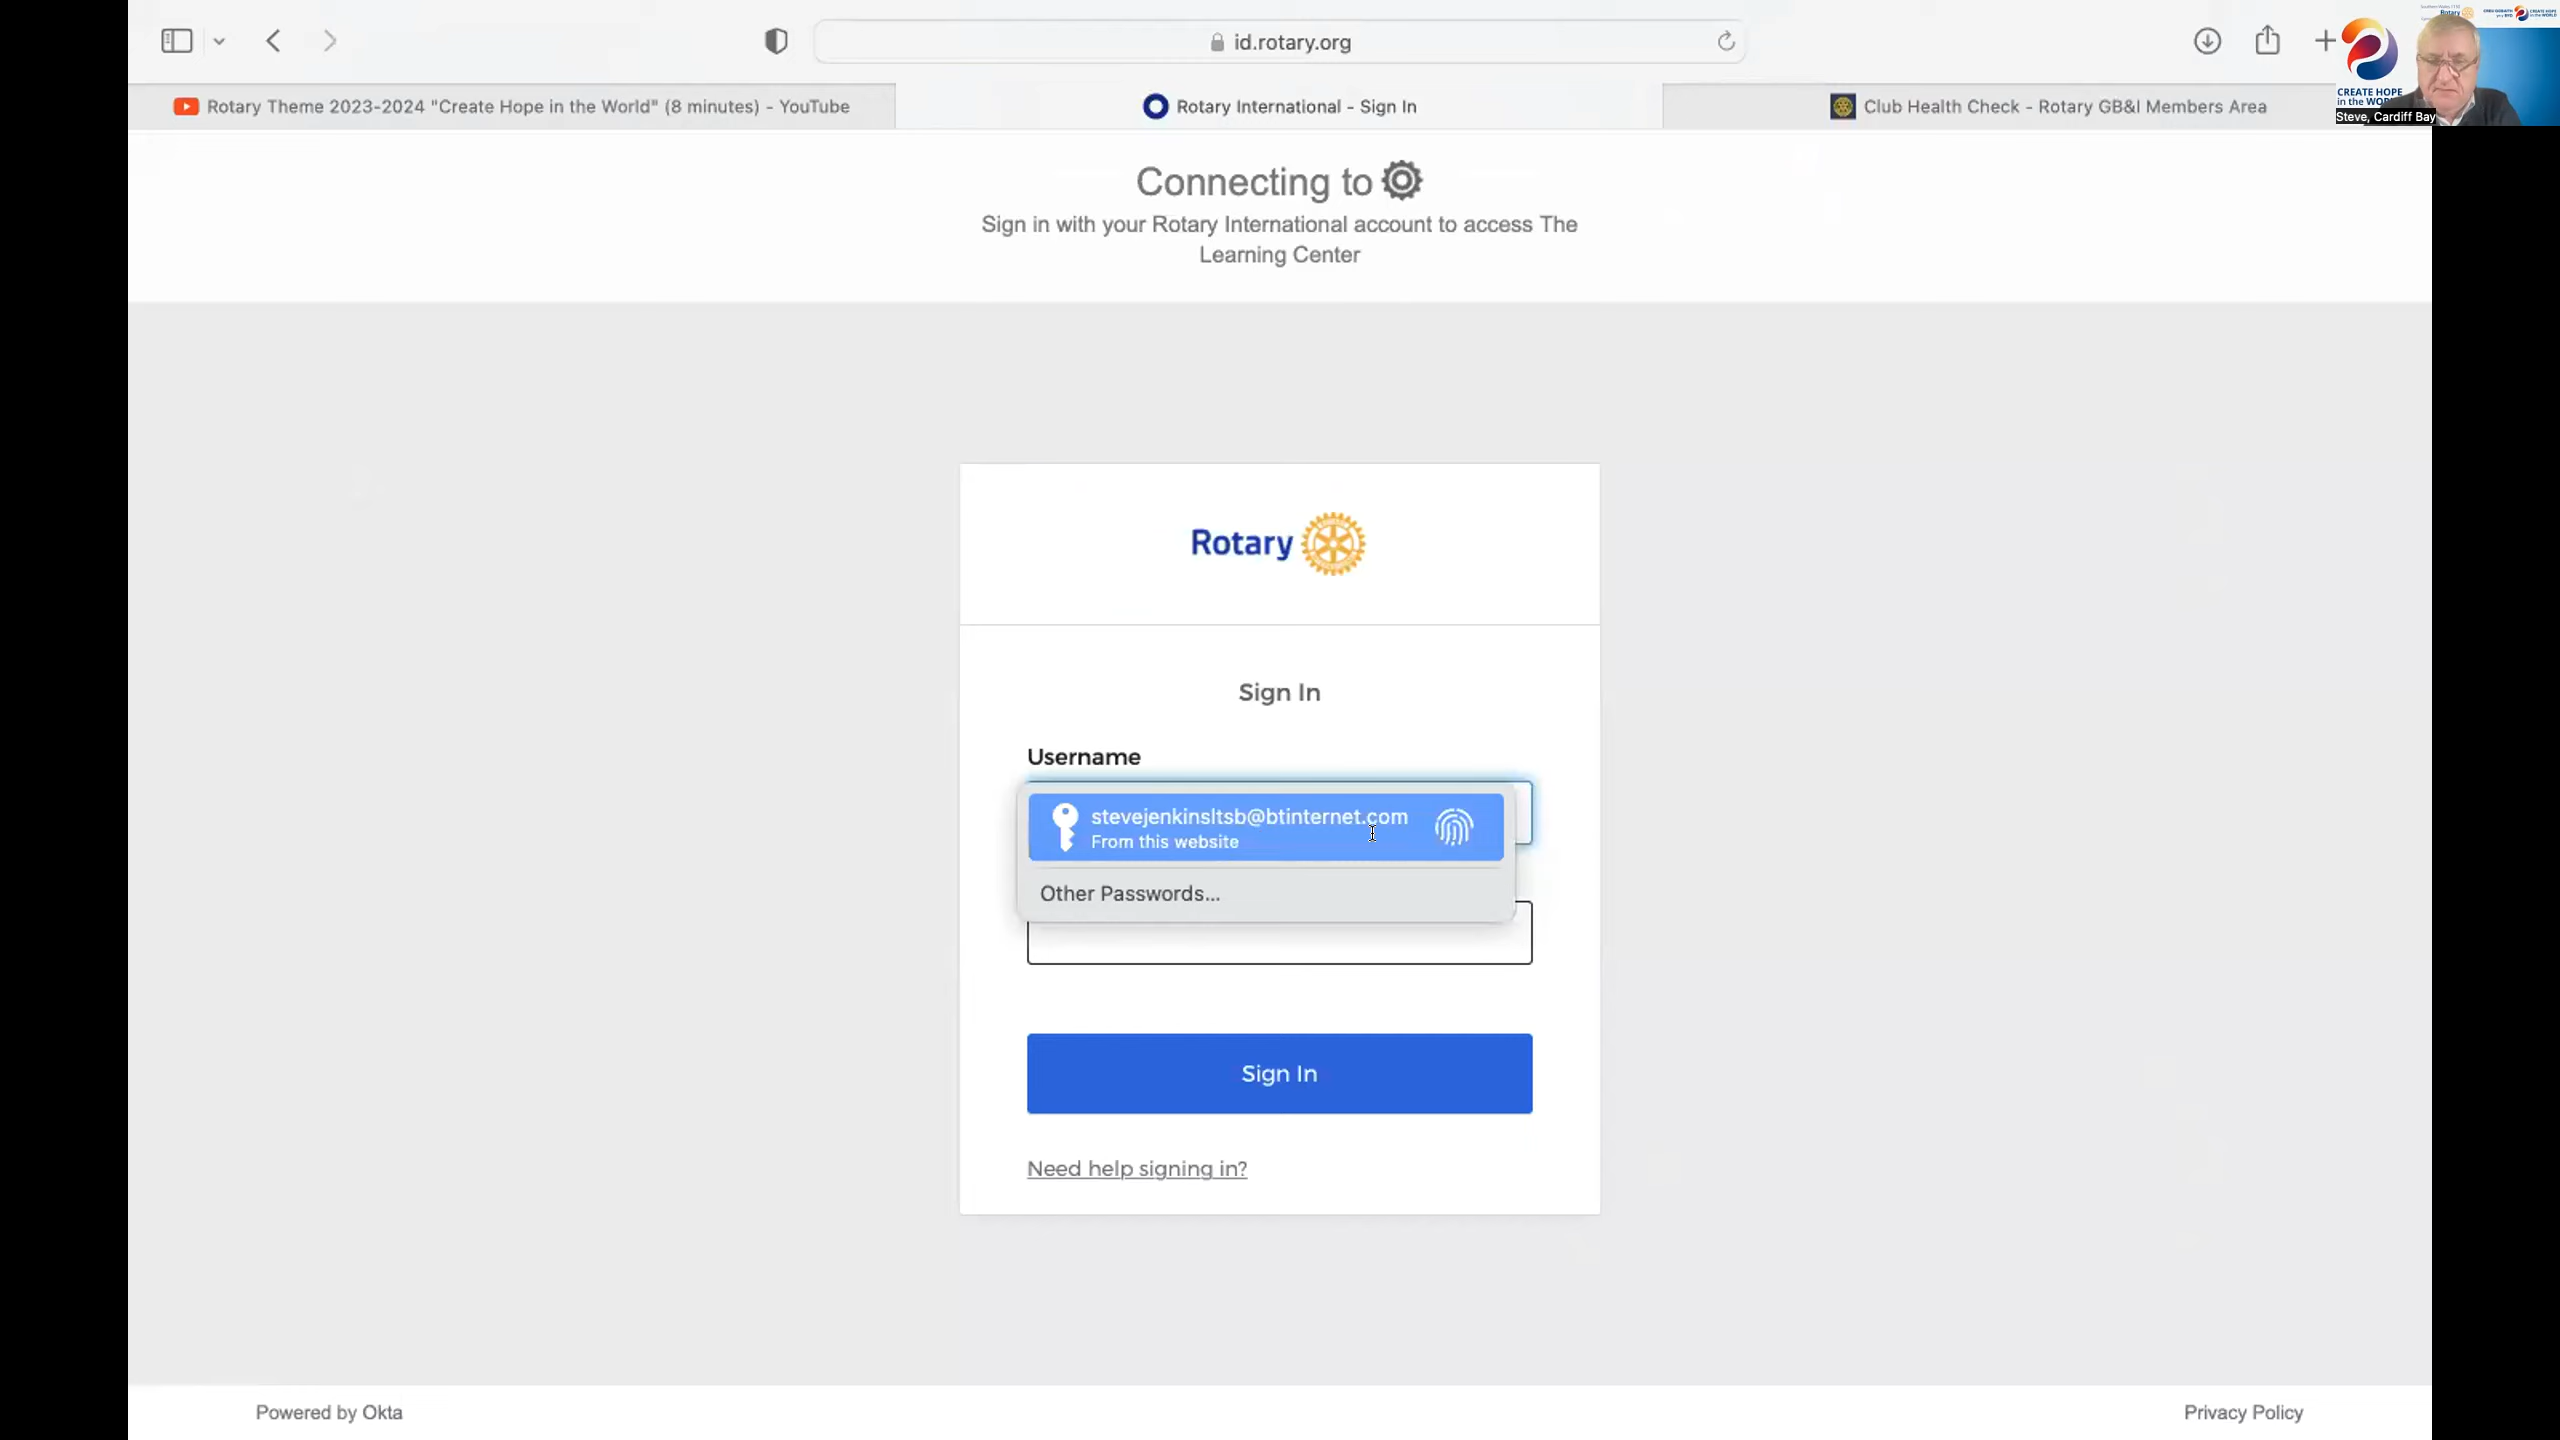 id.rotary.org
Rotary Theme 2023-2024 "Create Hope in the World" (8 minutes) - YouTube
Rotary International - Sign In
Club Health Check - Rotary GB&I Members Area
Rotary
CREATE HOPE
in the
Steve, Cardiff Bay
Connecting to
Sign in with your Rotary International account to access The
Learning Center
Rotary
Sign In
Username
stevejenkinsltsb@btinternet.com
From this website
Other Passwords...
Sign In
Need help signing in?
Powered by Okta
Privacy Policy